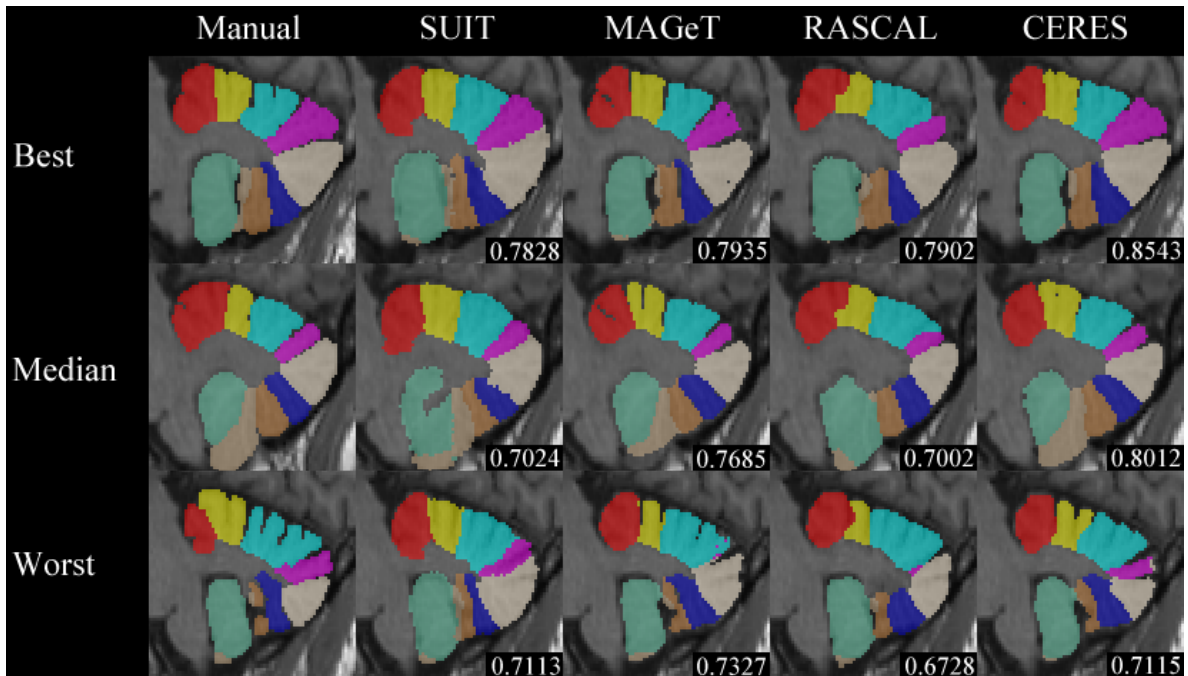 Manual SUIT MAGeT RASCAL CERES
Best
0.7828 0.7935 0.7902 0.8543
Median
0.7024 0.7685 0.7002 0.8012
Worst
0.7113 0.7327 0.6728 0.7115